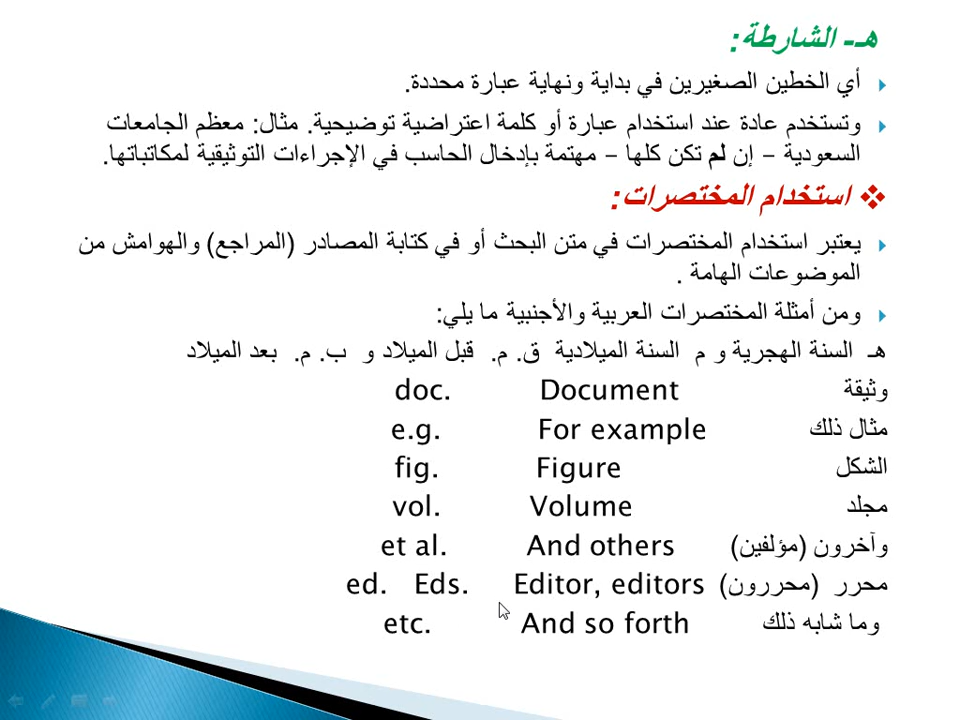 هـ- الشارطة:
أي الخطين الصغيرين في بداية ونهاية عبارة محددة.
وتستخدم عادة عند استخدام عبارة أو كلمة اعتراضية توضيحية. مثال: معظم الجامعات
السعودية – إن لم تكن كلها – مهتمة بإدخال الحاسب في الإجراءات التوثيقية لمكاتباتها.
❖ استخدام المختصرات:
يعتبر استخدام المختصرات في متن البحث أو في كتابة المصادر (المراجع) والهوامش من
الموضوعات الهامة .
ومن أمثلة المختصرات العربية والأجنبية ما يلي:
هـ السنة الهجرية و م السنة الميلادية ق. م. قبل الميلاد و ب. م. بعد الميلاد
وثيقة Document doc.
مثال ذلك For example e.g.
الشكل Figure fig.
مجلد Volume vol.
وآخرون (مؤلفين) And others et al.
محرر (محررون) Editor, editors ed. Eds.
وما شابه ذلك And so forth etc.